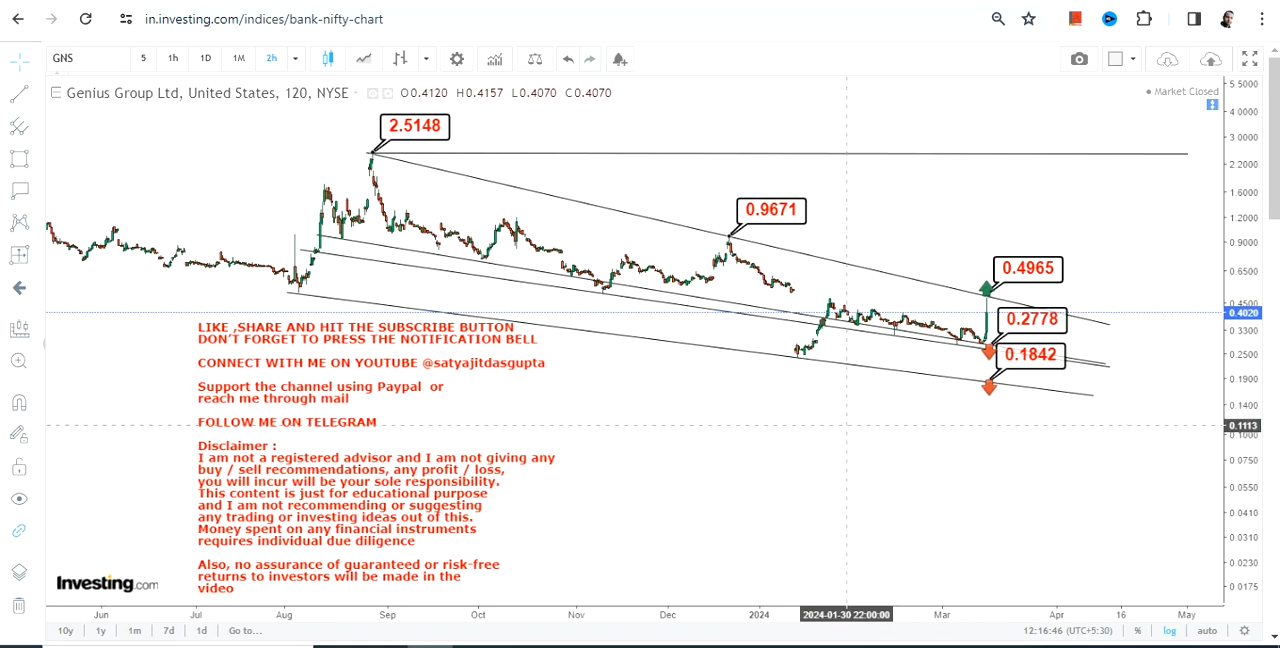 in.investing.com/indices/bank-nifty-chart
GNS 5 1h 1D 1M 2h
Genius Group Ltd, United States, 120, NYSE O0.4120 H0.4157 L0.4070 C0.4070
Market Closed
5.5000
4.0000
3.0000
2.2000
1.6000
1.2000
0.9000
0.6500
0.4500
0.4020
0.3300
0.2500
0.1900
0.1400
0.1113
0.1000
0.0750
0.0550
0.0410
0.0310
0.0230
0.0175
2.5148
0.9671
0.4965
0.2778
0.1842
LIKE ,SHARE AND HIT THE SUBSCRIBE BUTTON
DON'T FORGET TO PRESS THE NOTIFICATION BELL
CONNECT WITH ME ON YOUTUBE @satyajitdasgupta
Support the channel using Paypal or
reach me through mail
FOLLOW ME ON TELEGRAM
Disclaimer :
I am not a registered advisor and I am not giving any
buy / sell recommendations, any profit / loss,
you will incur will be your sole responsibility.
This content is just for educational purpose
and I am not recommending or suggesting
any trading or investing ideas out of this.
Money spent on any financial instruments
requires individual due diligence
Also, no assurance of guaranteed or risk-free
returns to investors will be made in the
video
Investing.com
Jun Jul Aug Sep Oct Nov Dec 2024 2024-01-30 22:00:00 Mar Apr 16 May
10y 1y 1m 7d 1d Go to... 12:16:46 (UTC+5:30) % log auto